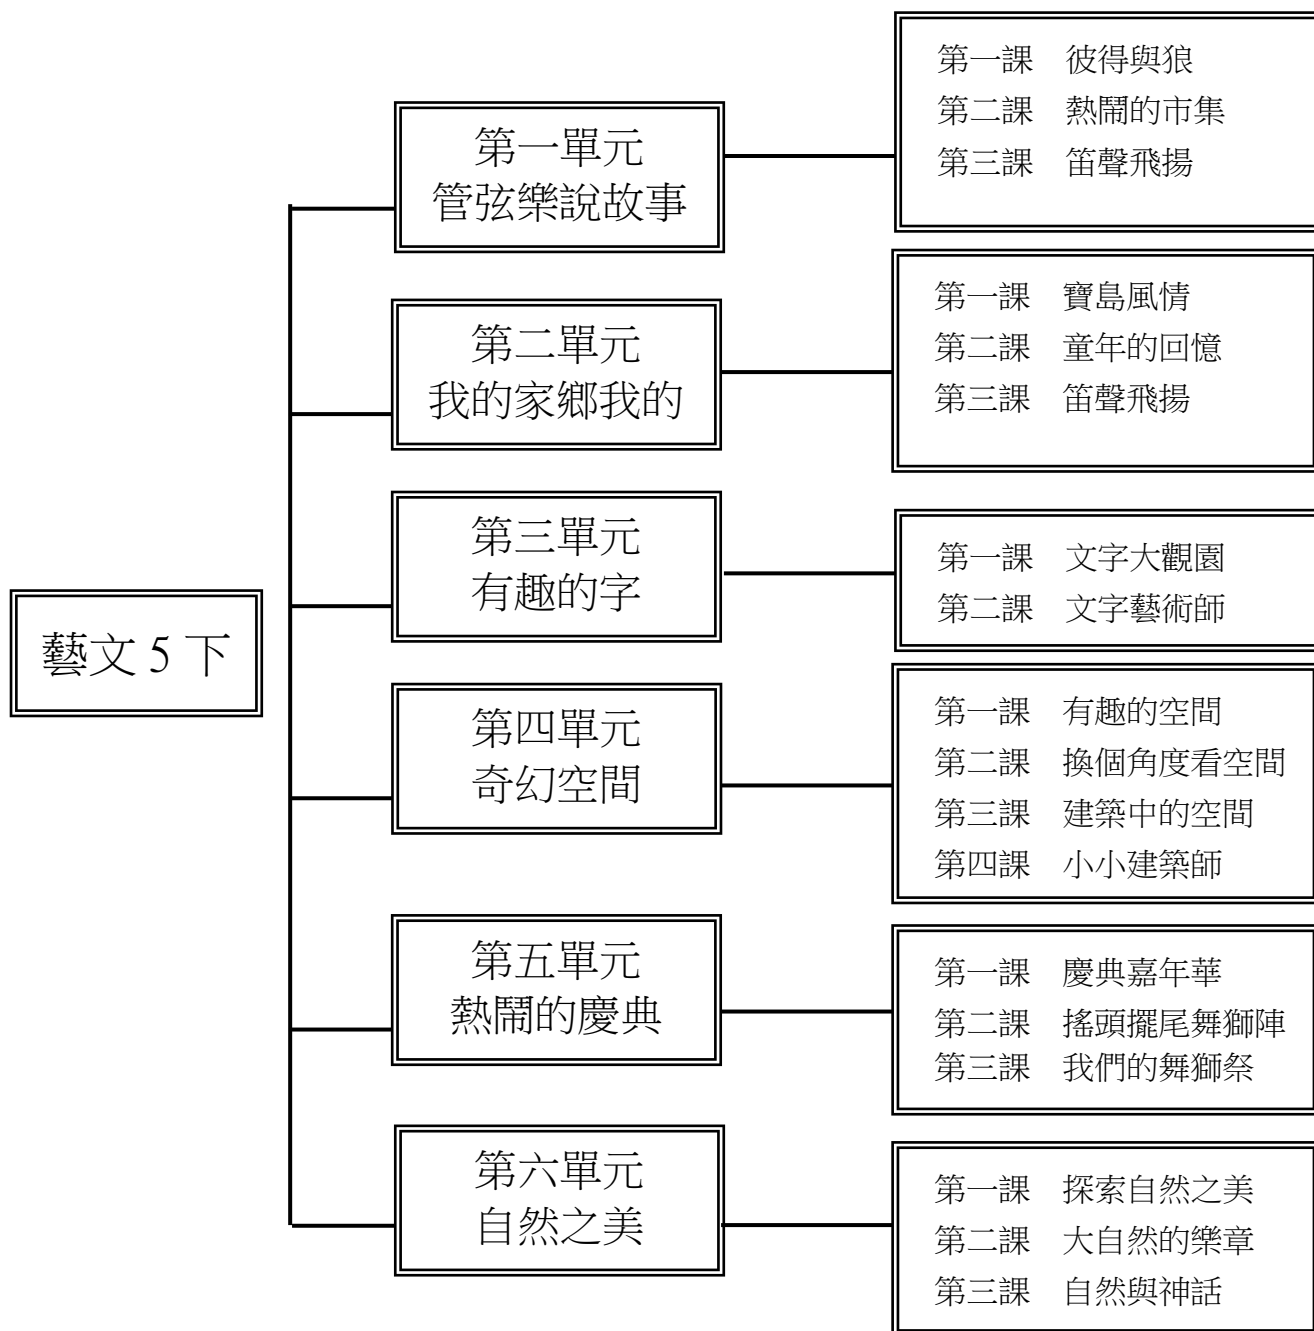 藝文 5 下
第一單元
管弦樂說故事
第一課　彼得與狼
第二課　熱鬧的市集
第三課　笛聲飛揚
第二單元
我的家鄉我的
第一課　寶島風情
第二課　童年的回憶
第三課　笛聲飛揚
第三單元
有趣的字
第一課　文字大觀園
第二課　文字藝術師
第四單元
奇幻空間
第一課　有趣的空間
第二課　換個角度看空間
第三課　建築中的空間
第四課　小小建築師
第五單元
熱鬧的慶典
第一課　慶典嘉年華
第二課　搖頭擺尾舞獅陣
第三課　我們的舞獅祭
第六單元
自然之美
第一課　探索自然之美
第二課　大自然的樂章
第三課　自然與神話